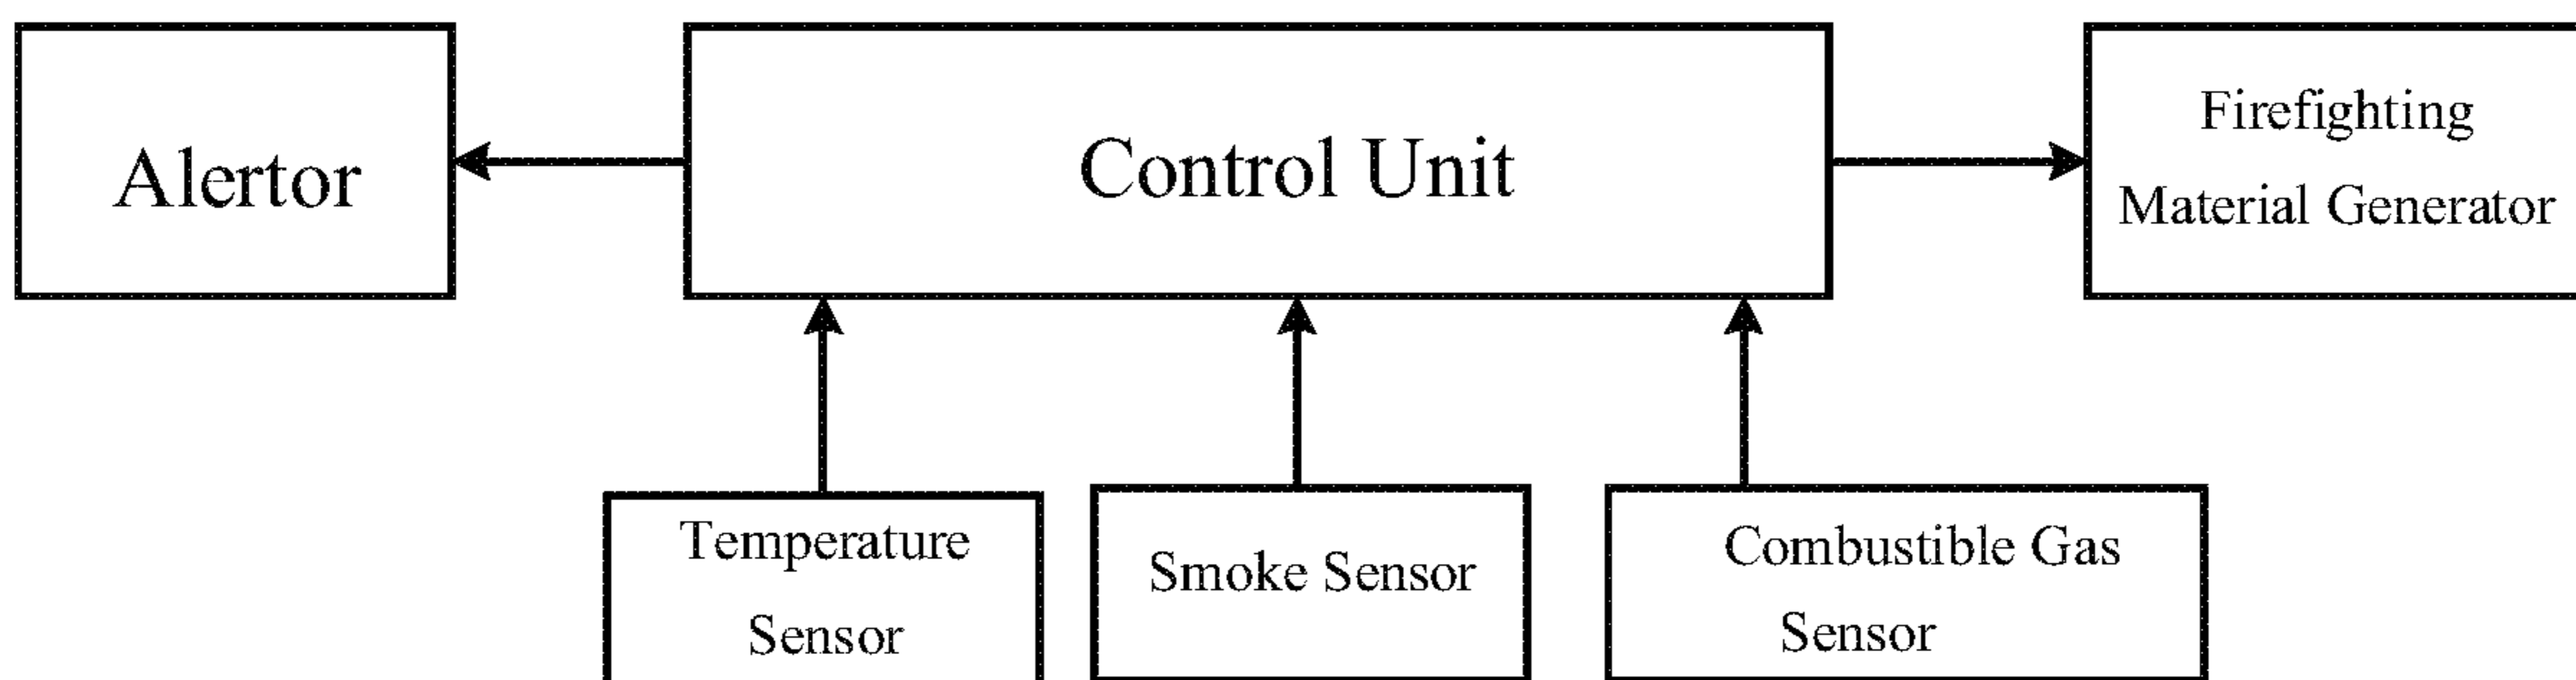 Alertor
Control Unit
Firefighting
Material Generator
Temperature
Sensor
Smoke Sensor
Combustible Gas
Sensor